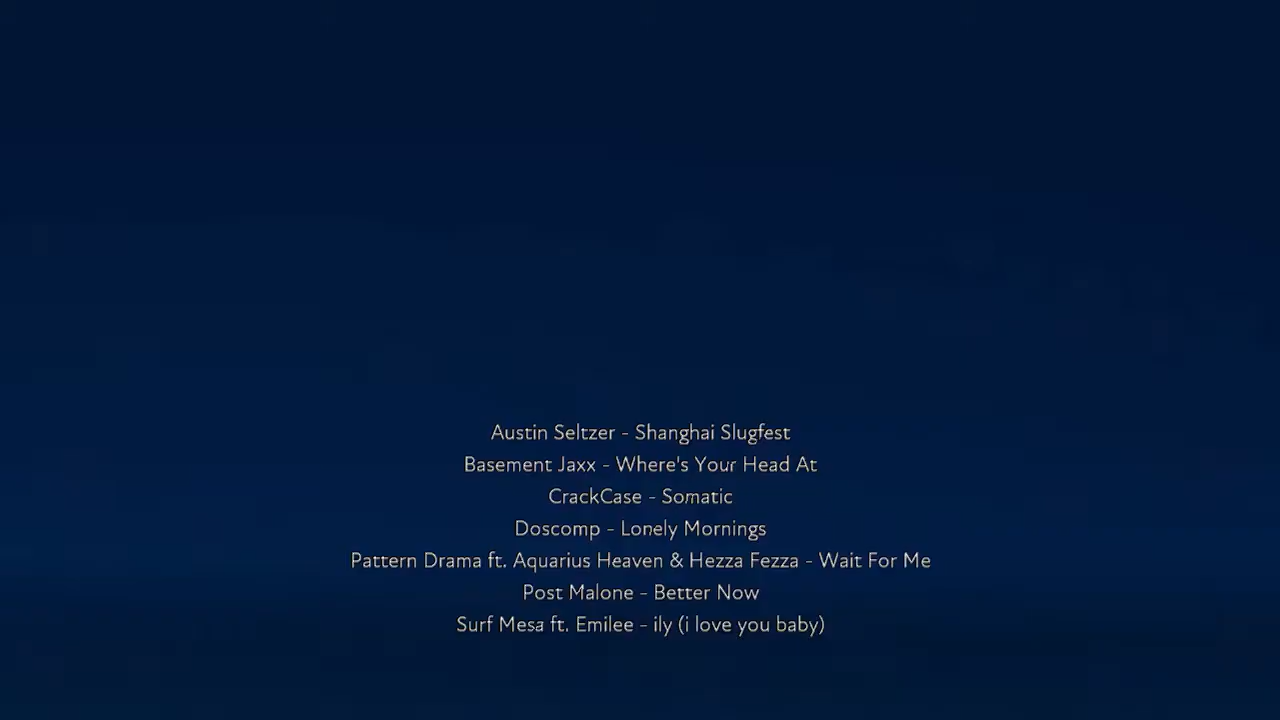 Austin Seltzer - Shanghai Slugfest
Basement Jaxx - Where's Your Head At
CrackCase - Somatic
Doscomp - Lonely Mornings
Pattern Drama ft. Aquarius Heaven & Hezza Fezza - Wait For Me
Post Malone - Better Now
Surf Mesa ft. Emilee - ily (i love you baby)